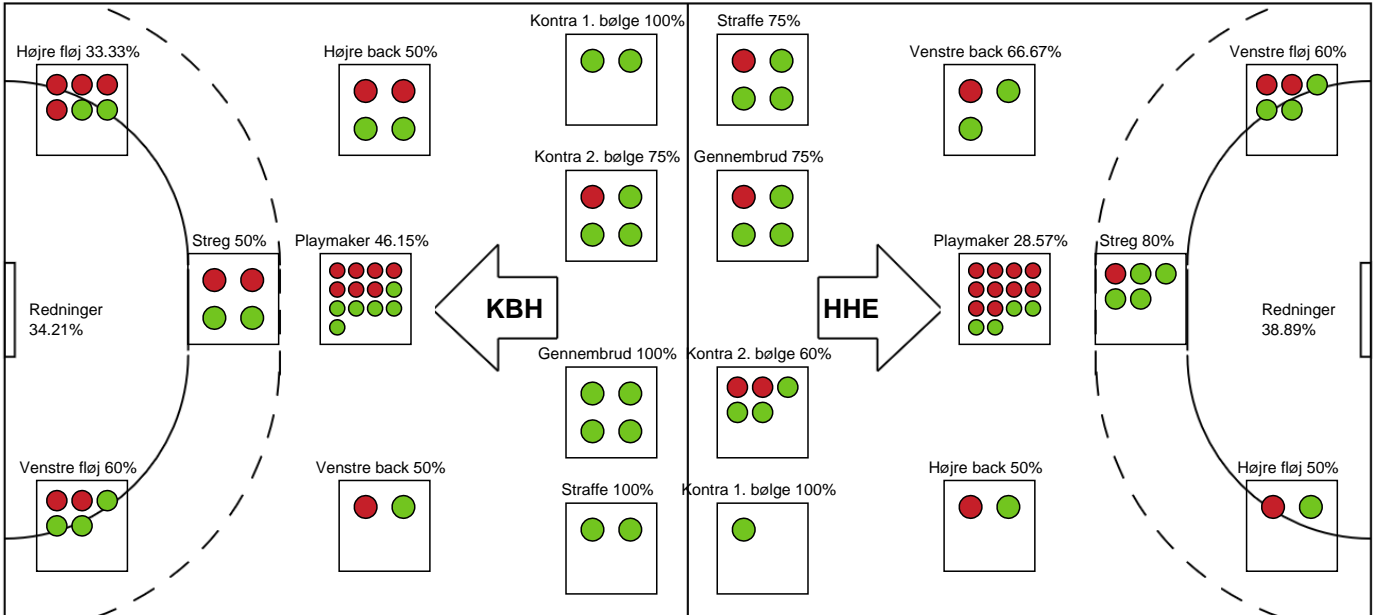 Kontra 1. bølge 100%
Straffe 75%
Højre fløj 33.33%
Højre back 50%
Venstre back 66.67%
Venstre fløj 60%
Kontra 2. bølge 75%
Gennembrud 75%
Streg 50%
Playmaker 46.15%
Playmaker 28.57%
Streg 80%
Redninger
34.21%
KBH
HHE
Redninger
38.89%
Gennembrud 100%
Kontra 2. bølge 60%
Venstre fløj 60%
Venstre back 50%
Højre back 50%
Højre fløj 50%
Straffe 100%
Kontra 1. bølge 100%